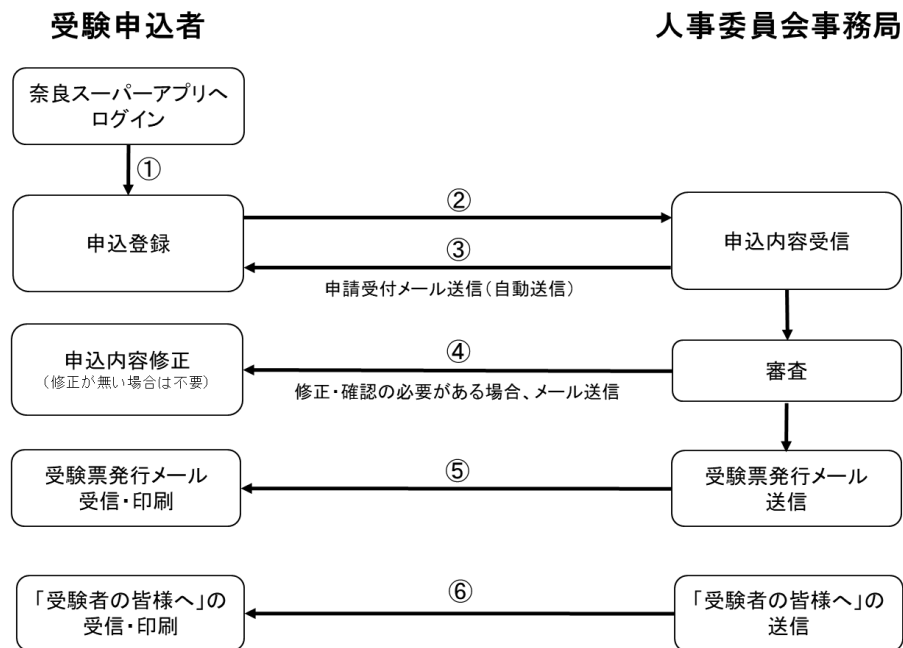 受験申込者
人事委員会事務局
奈良スーパーアプリへ
ログイン
①
②
申込登録
申込内容受信
③
申請受付メール送信（自動送信）
④
申込内容修正
（修正が無い場合は不要）
審査
修正・確認の必要がある場合、メール送信
⑤
受験票発行メール
受信・印刷
受験票発行メール
送信
⑥
「受験者の皆様へ」の
受信・印刷
「受験者の皆様へ」の
送信